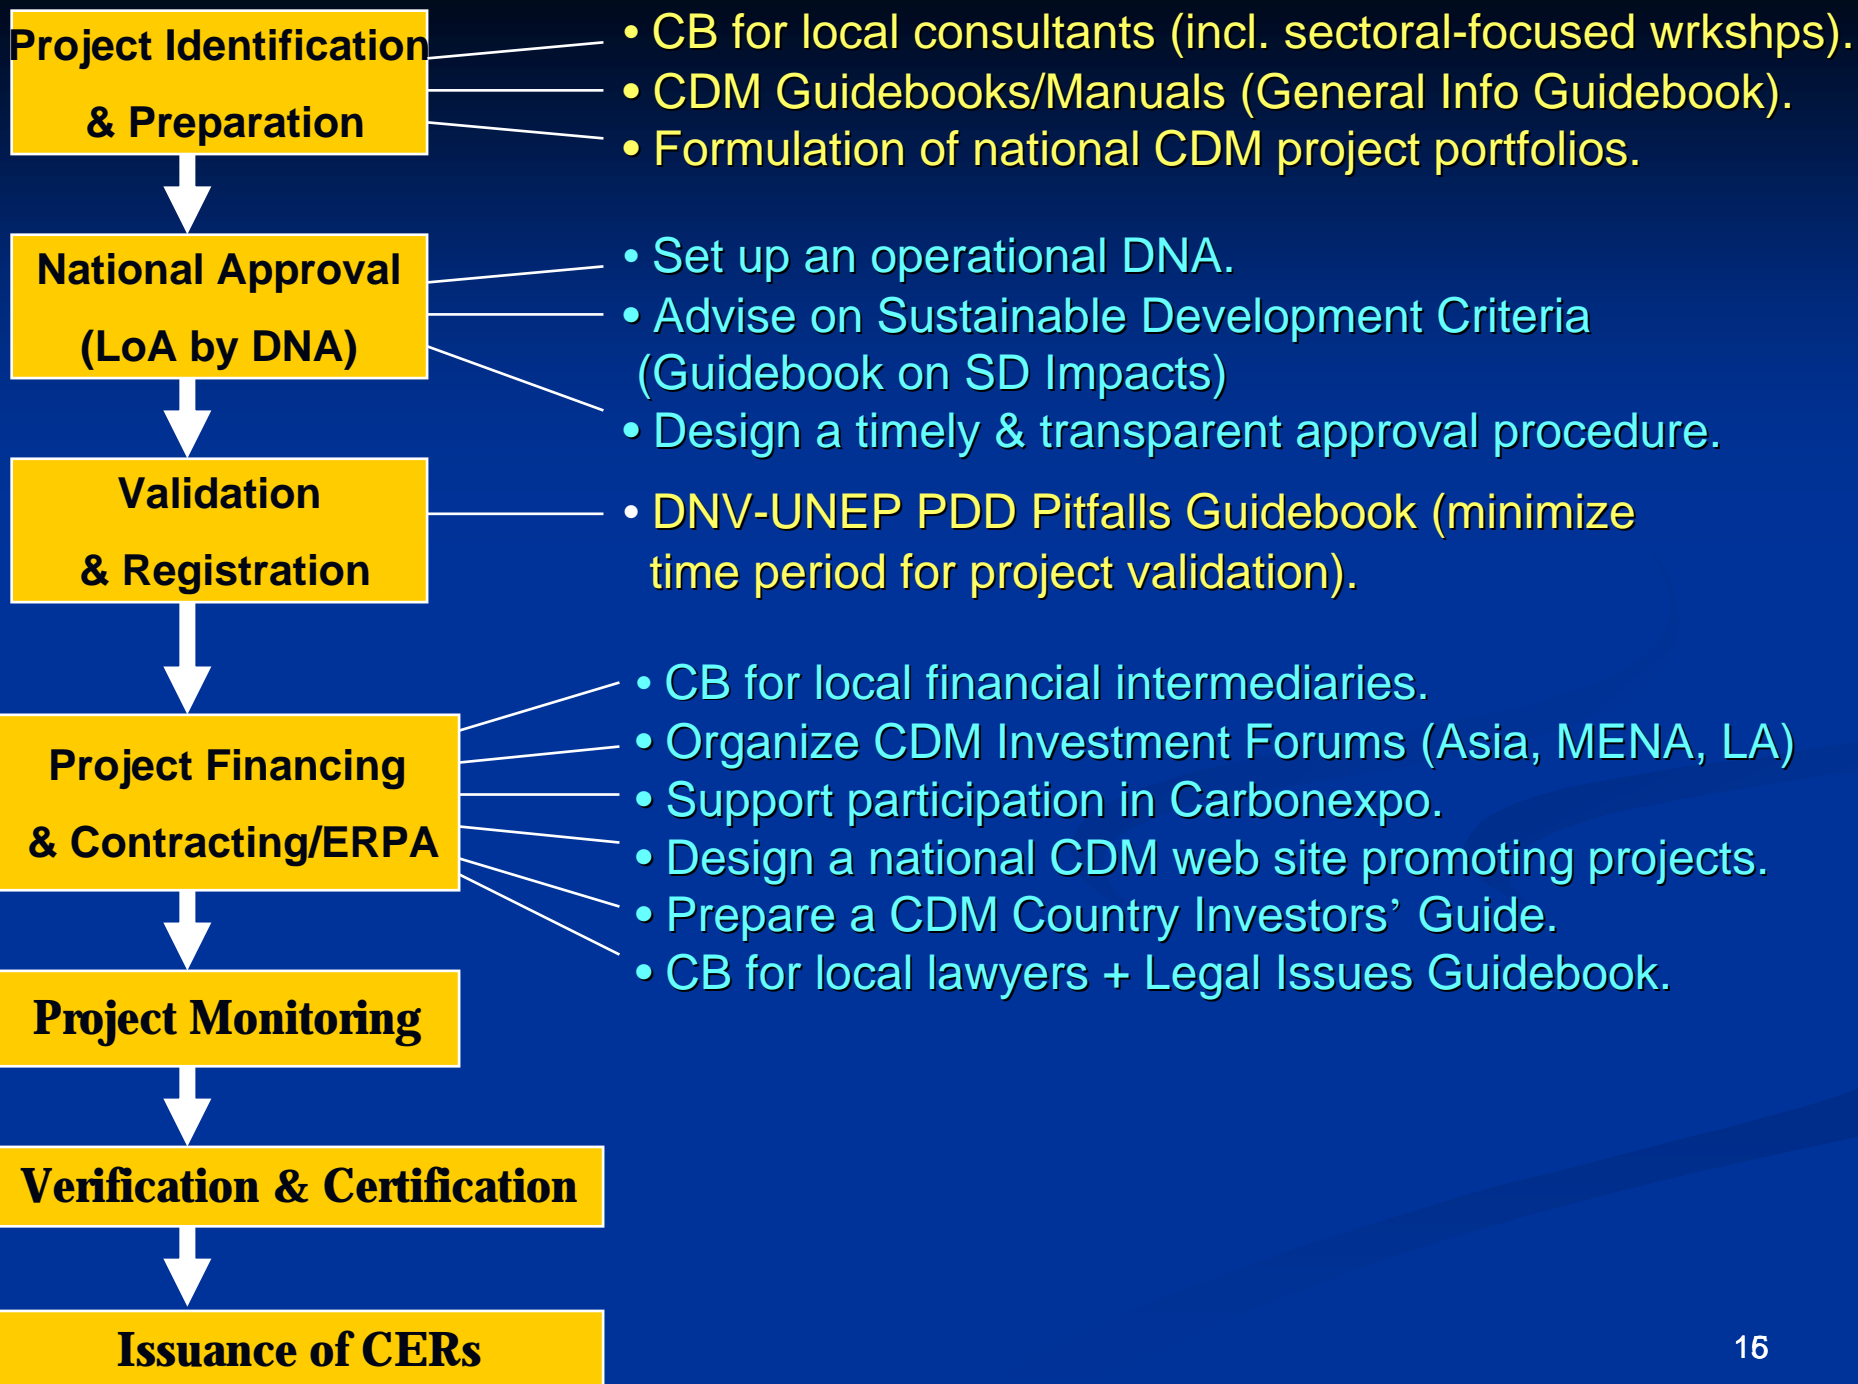 Project Identification
& Preparation
• CB for local consultants (incl. sectoral-focused wrkshps).
• CDM Guidebooks/Manuals (General Info Guidebook).
• Formulation of national CDM project portfolios.
National Approval
(LoA by DNA)
• Set up an operational DNA.
• Advise on Sustainable Development Criteria
(Guidebook on SD Impacts)
• Design a timely & transparent approval procedure.
Validation
& Registration
• DNV-UNEP PDD Pitfalls Guidebook (minimize
time period for project validation).
Project Financing
& Contracting/ERPA
• CB for local financial intermediaries.
• Organize CDM Investment Forums (Asia, MENA, LA)
• Support participation in Carbonexpo.
• Design a national CDM web site promoting projects.
• Prepare a CDM Country Investors’ Guide.
• CB for local lawyers + Legal Issues Guidebook.
Project Monitoring
Verification & Certification
Issuance of CERs